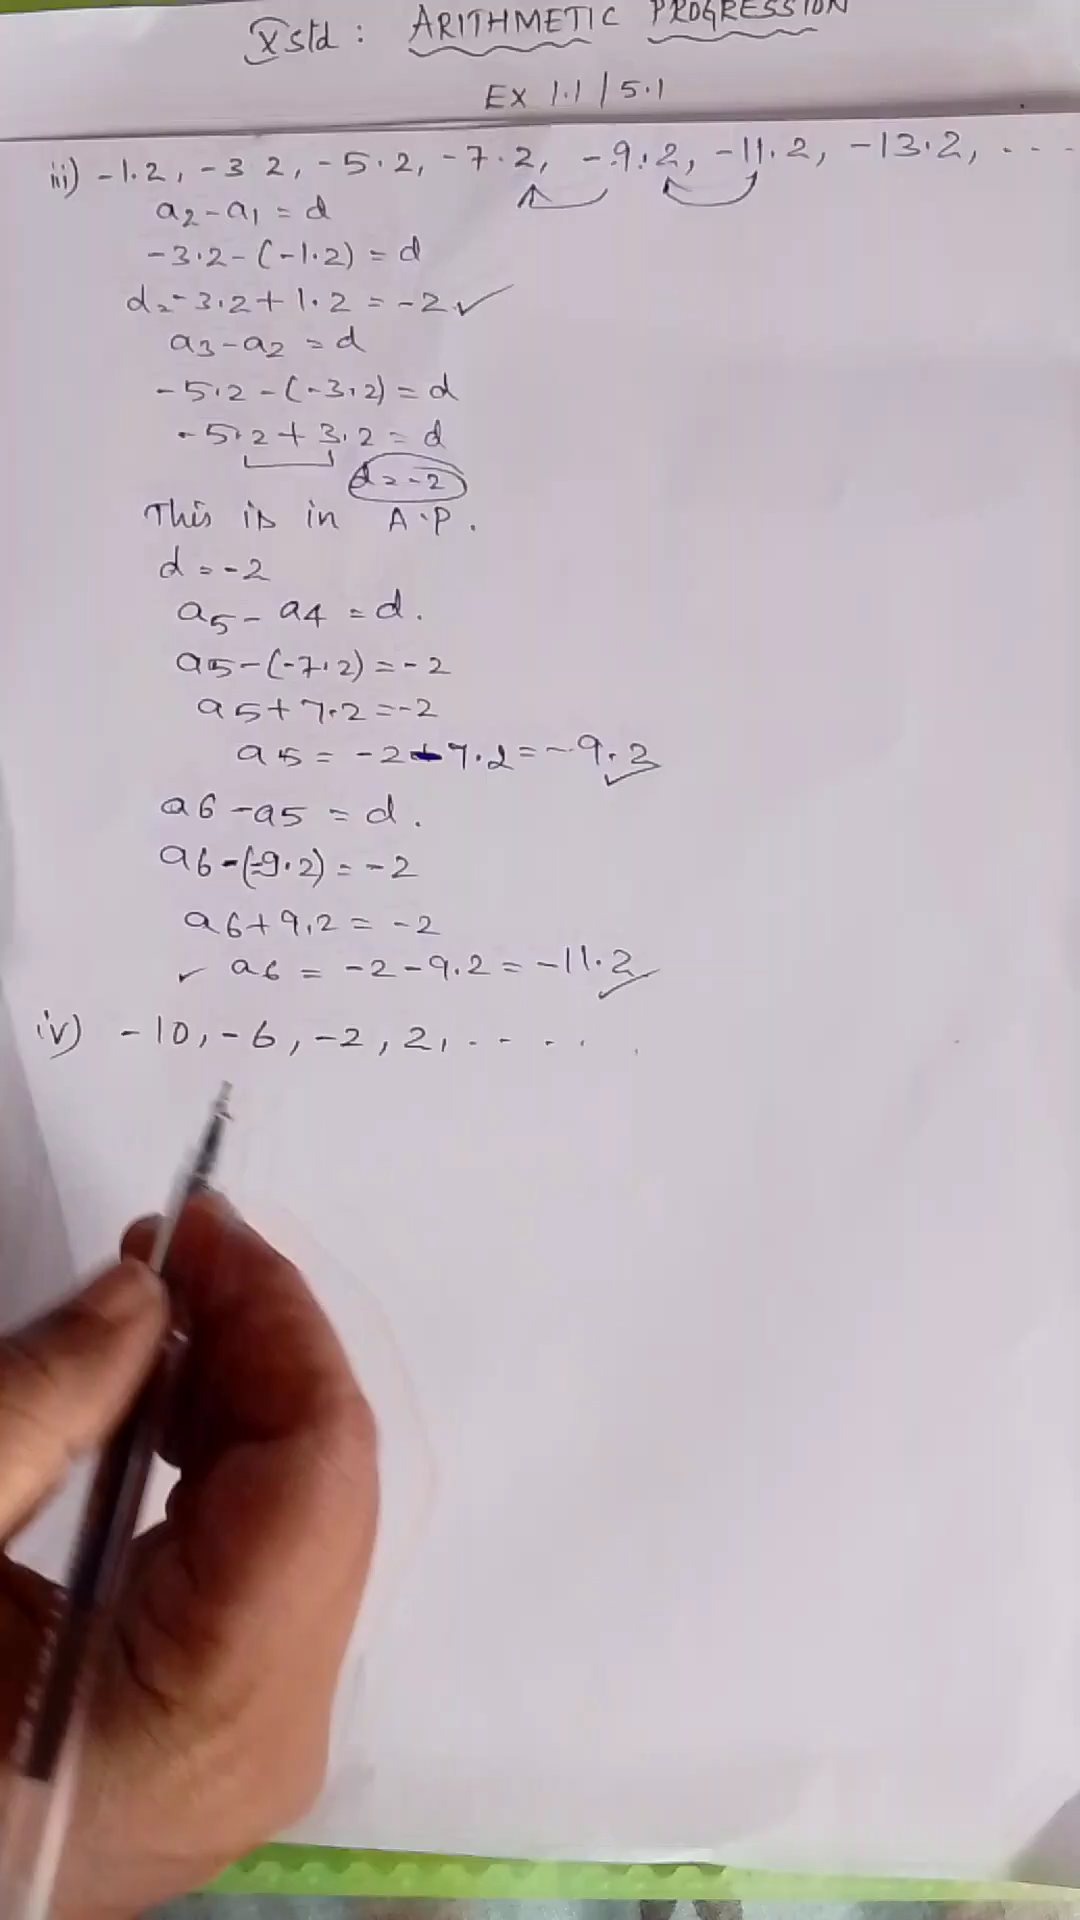 X std : ARITHMETIC PROGRESSION
Ex 1.1 / 5.1
iii) -1.2, -3 2, -5.2, -7.2, -9.2, -11.2, -13.2, ....
a2 - a1 = d
-3.2 - (-1.2) = d
d = -3.2 + 1.2 = -2 ✓
a3 - a2 = d
-5.2 - (-3.2) = d
-5.2 + 3.2 = d
d = -2
This is in A.P.
d = -2
a5 - a4 = d.
a5 - (-7.2) = -2
a5 + 7.2 = -2
a5 = -2 - 7.2 = -9.2
a6 - a5 = d.
a6 - (-9.2) = -2
a6 + 9.2 = -2
✓ a6 = -2 - 9.2 = -11.2
iv) -10, -6, -2, 2, .....